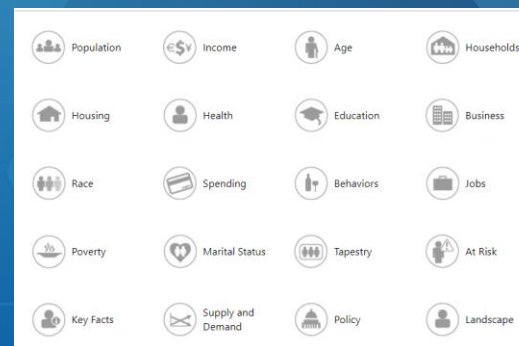 Population
Income
Age
Households
Housing
Health
Education
Business
Race
Spending
Behaviors
Jobs
Poverty
Marital Status
Tapestry
At Risk
Key Facts
Supply and
Demand
Policy
Landscape